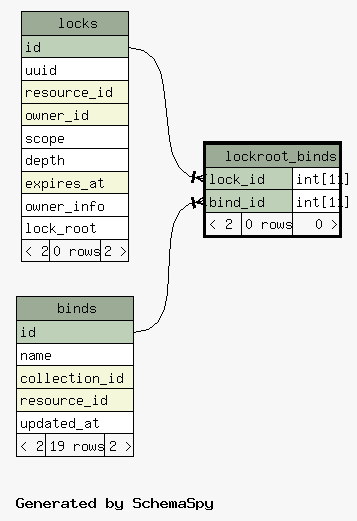 locks
id
uuid
resource_id
owner_id
scope
depth
expires_at
owner_info
lock_root
< 2 0 rows 2 >
lockroot_binds
lock_id int[11]
bind_id int[11]
< 2 0 rows 0 >
binds
id
name
collection_id
resource_id
updated_at
< 2 19 rows 2 >
Generated by SchemaSpy